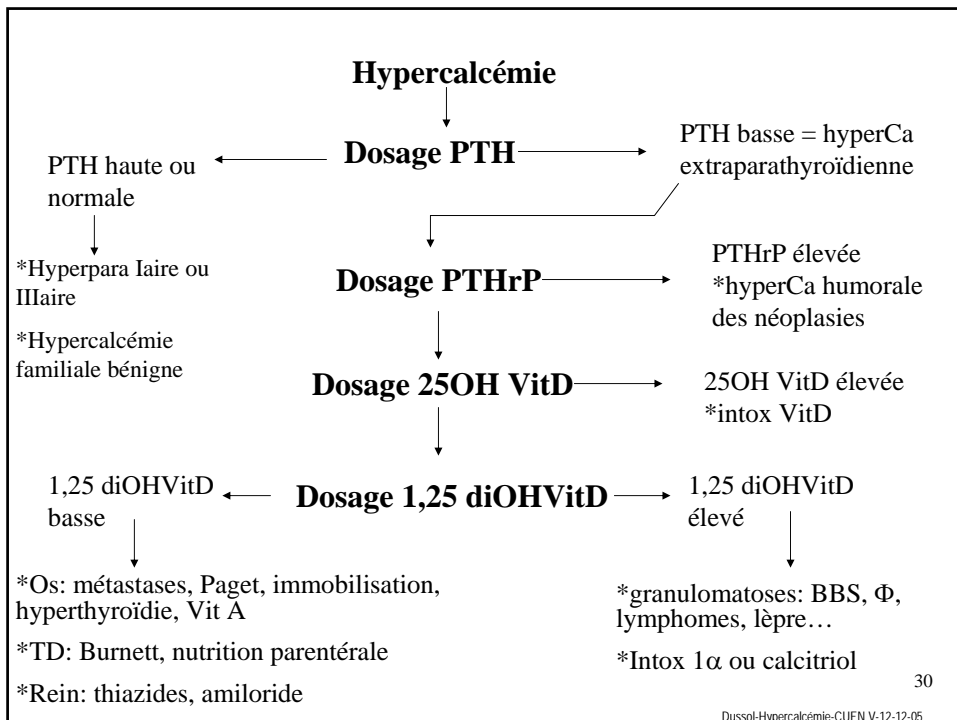 Hypercalcémie
Dosage PTH
PTH basse = hyperCa
extraparathyroïdienne
PTH haute ou
normale
*Hyperpara Iaire ou
IIIaire
*Hypercalcémie
familiale bénigne
Dosage PTHrP
PTHrP élevée
*hyperCa humorale
des néoplasies
Dosage 25OH VitD
25OH VitD élevée
*intox VitD
Dosage 1,25 diOHVitD
1,25 diOHVitD
basse
1,25 diOHVitD
élevé
*Os: métastases, Paget, immobilisation,
hyperthyroïdie, Vit A
*TD: Burnett, nutrition parentérale
*Rein: thiazides, amiloride
*granulomatoses: BBS, Φ,
lymphomes, lèpre…
*Intox 1α ou calcitriol
30
Dussol-Hypercalcémie-CUEN V-12-12-05